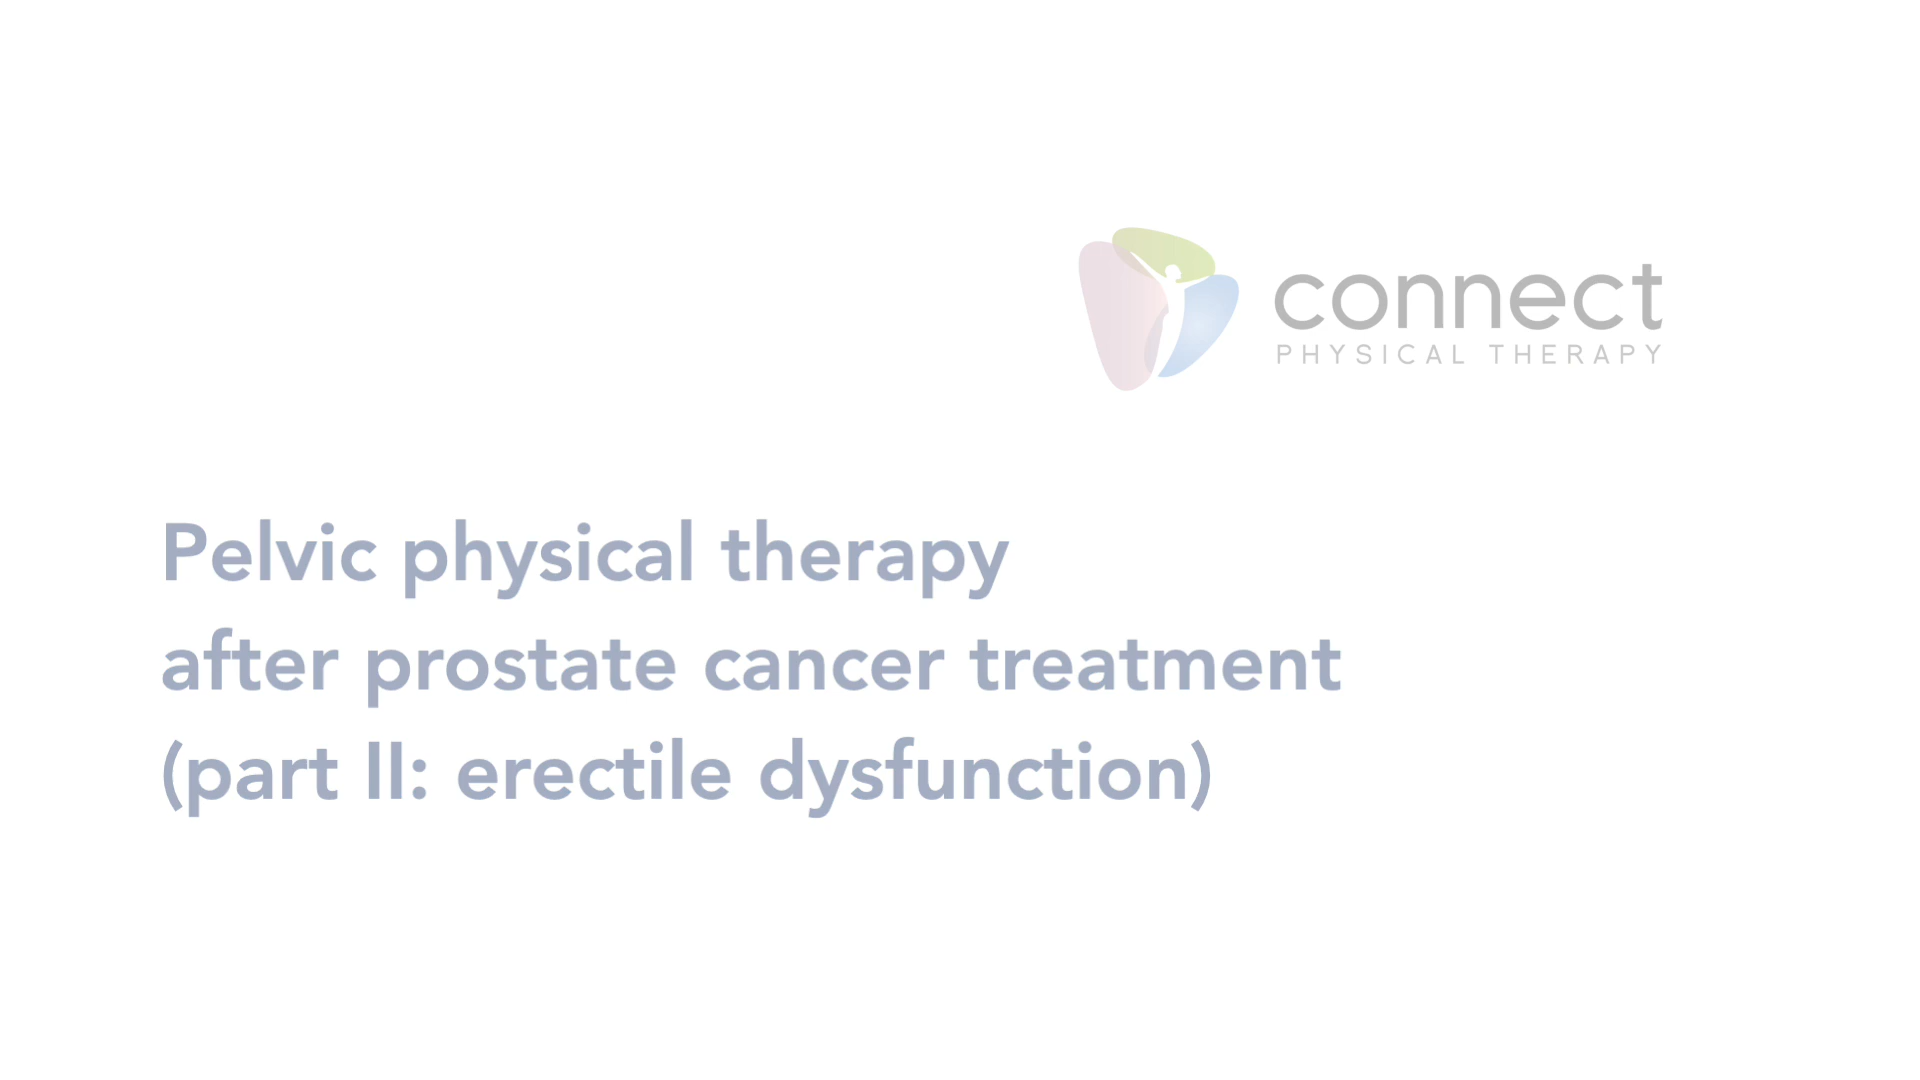 connect
PHYSICAL THERAPY
Pelvic physical therapy
after prostate cancer treatment
(part II: erectile dysfunction)